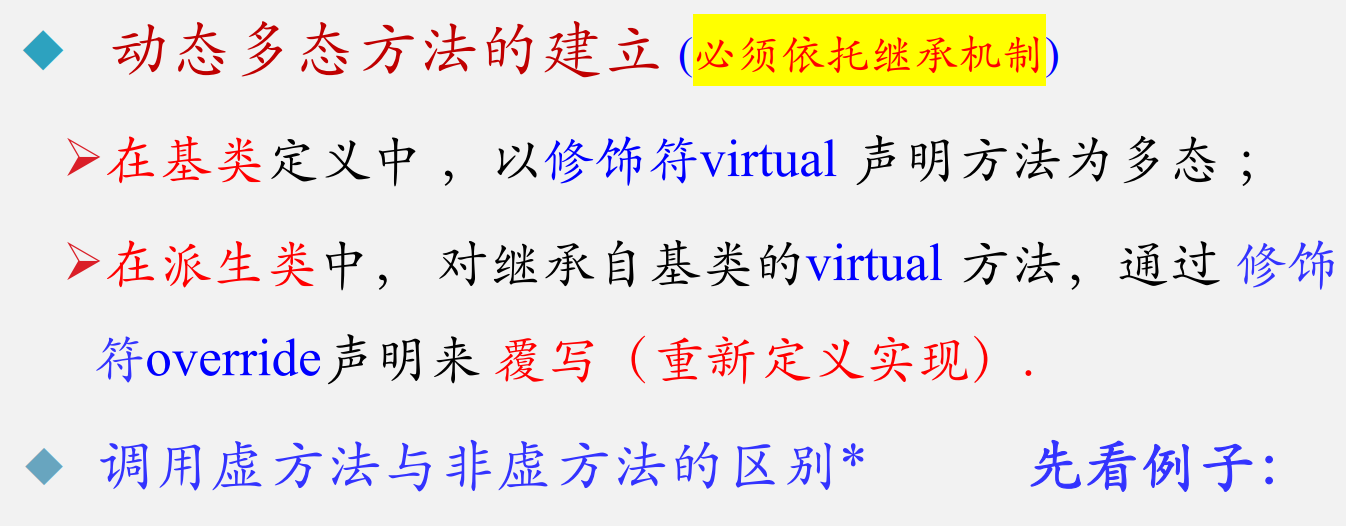 动态多态方法的建立 (必须依托继承机制)
在基类定义中，以修饰符virtual 声明方法为多态；
在派生类中， 对继承自基类的virtual 方法，通过 修饰
符override声明来 覆写（重新定义实现）.
调用虚方法与非虚方法的区别* 先看例子：